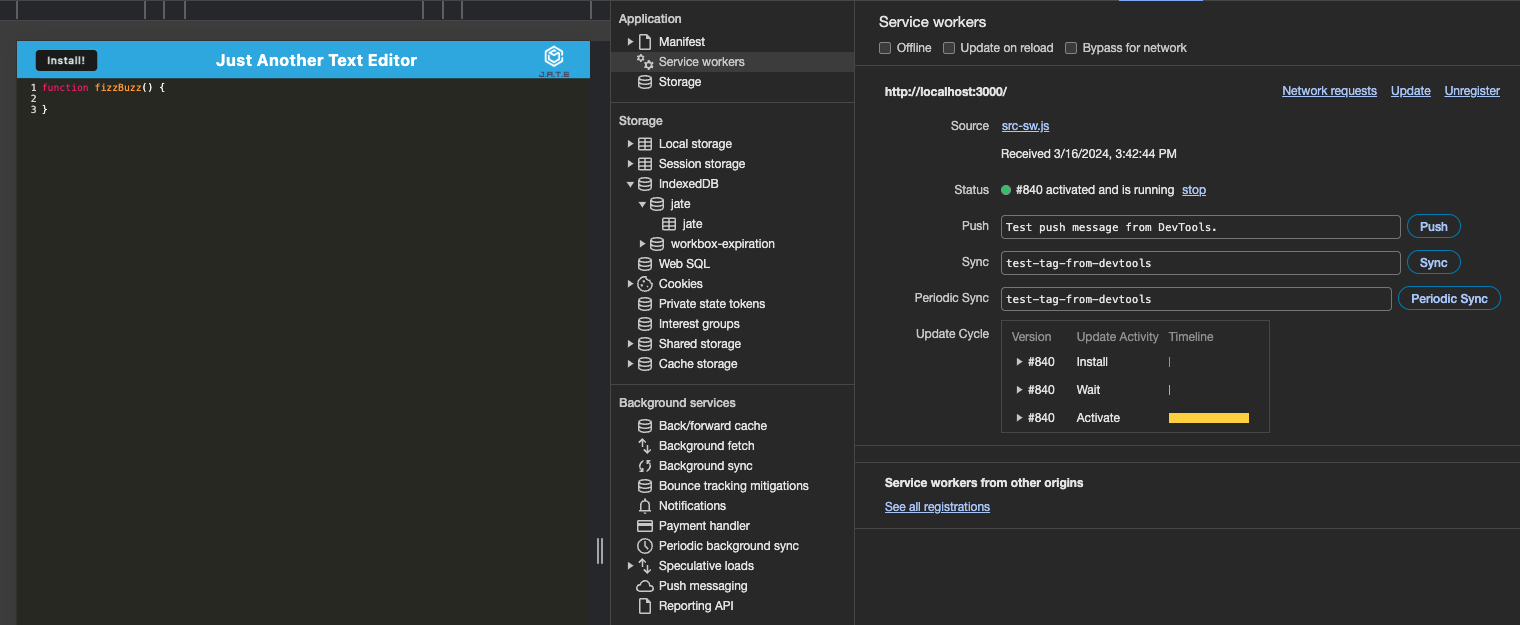 Install!
Just Another Text Editor
J.A.T.E
1 function fizzBuzz() {
2
3 }
Application
Manifest
Service workers
Storage
Storage
Local storage
Session storage
IndexedDB
jate
jate
workbox-expiration
Web SQL
Cookies
Private state tokens
Interest groups
Shared storage
Cache storage
Background services
Back/forward cache
Background fetch
Background sync
Bounce tracking mitigations
Notifications
Payment handler
Periodic background sync
Speculative loads
Push messaging
Reporting API
Service workers
Offline Update on reload Bypass for network
http://localhost:3000/ Network requests Update Unregister
Source src-sw.js
Received 3/16/2024, 3:42:44 PM
Status #840 activated and is running stop
Push Test push message from DevTools. Push
Sync test-tag-from-devtools Sync
Periodic Sync test-tag-from-devtools Periodic Sync
Update Cycle Version Update Activity Timeline
#840 Install
#840 Wait
#840 Activate
Service workers from other origins
See all registrations